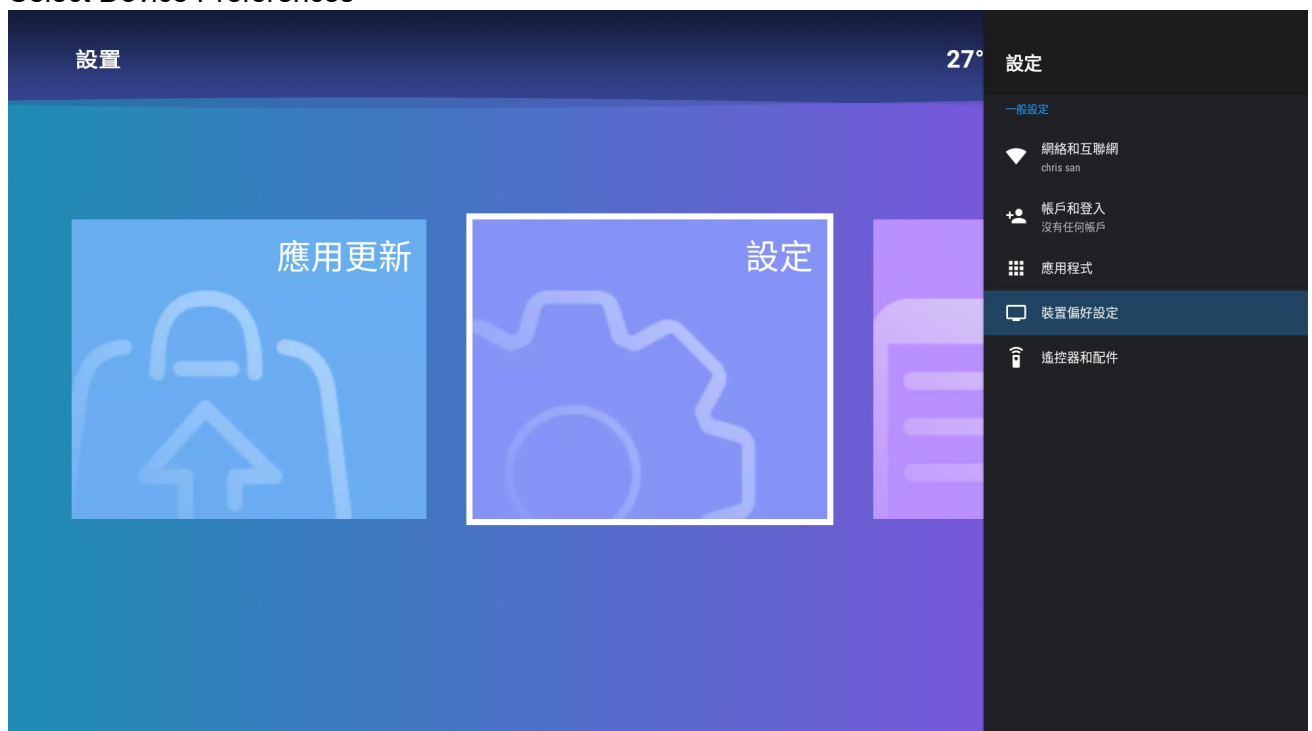 Select Device Preferences
設置
27°
設定
一般設定
網絡和互聯網
chris san
帳戶和登入
沒有任何帳戶
應用程式
裝置偏好設定
遙控器和配件
應用更新
設定